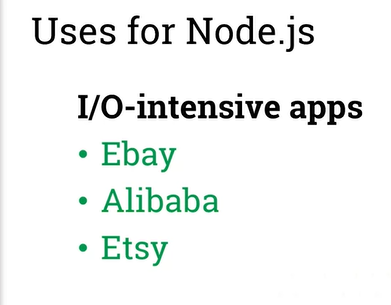 Uses for Node.js
I/O-intensive apps
• Ebay
• Alibaba
• Etsy